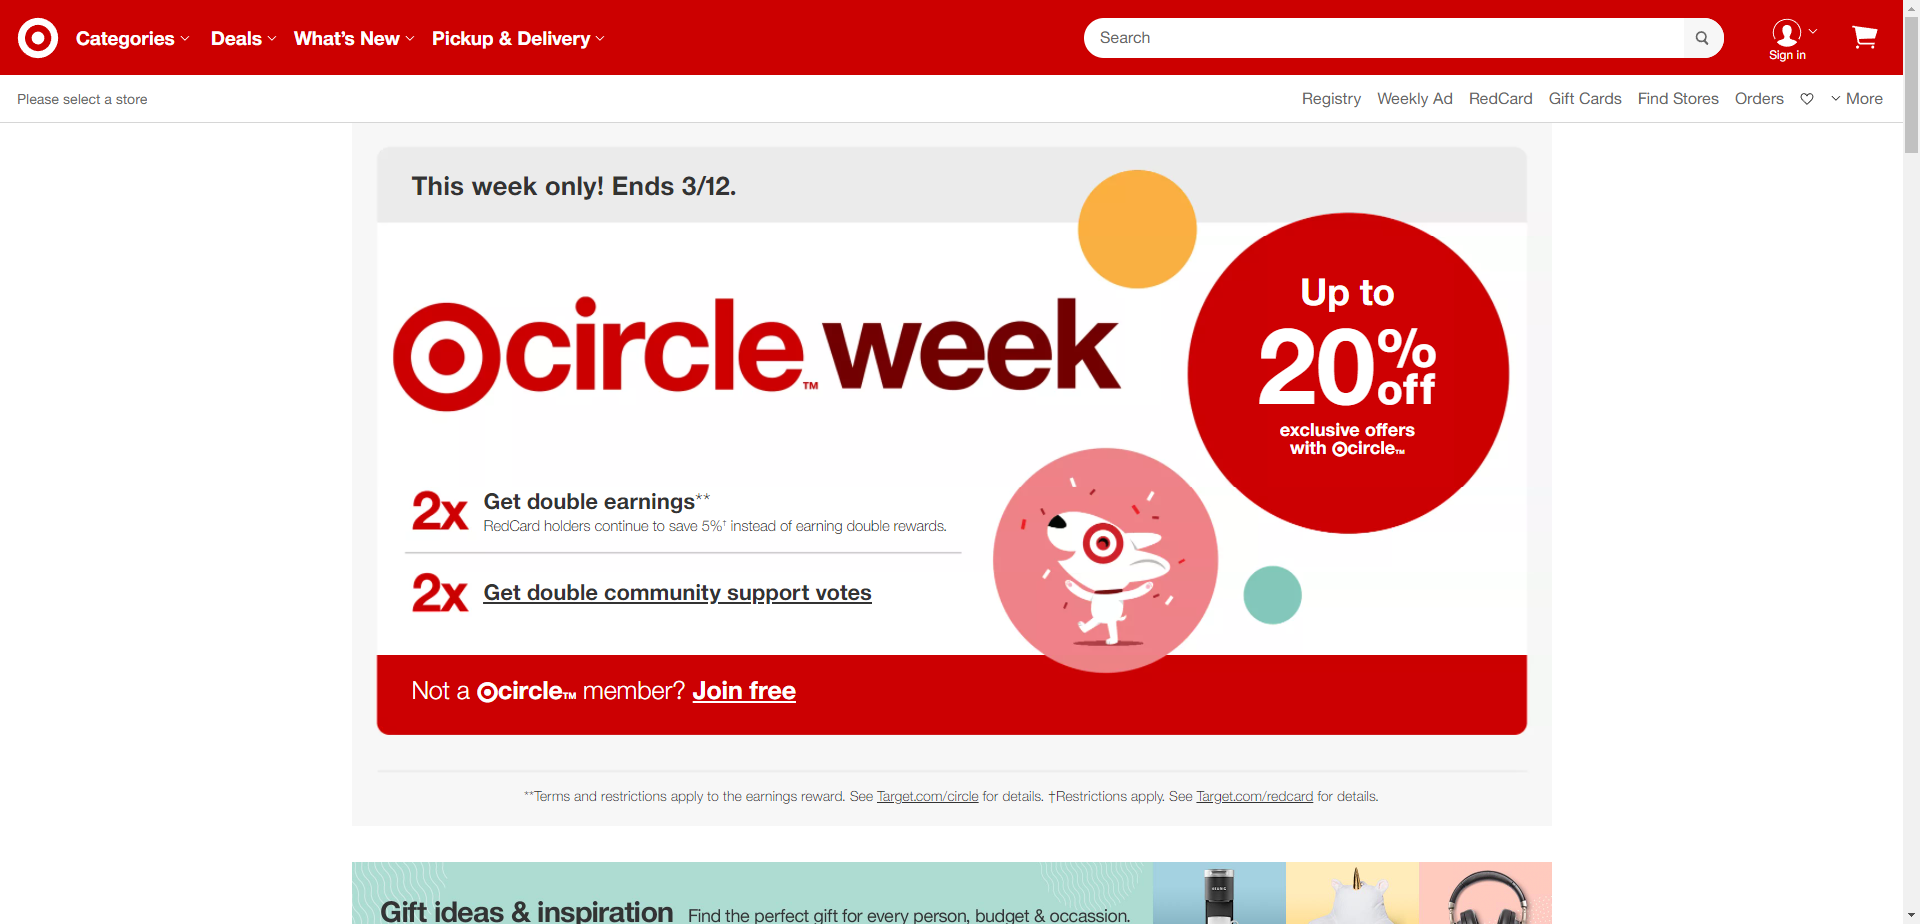 Categories Deals What's New Pickup & Delivery Search Sign in
Please select a store Registry Weekly Ad RedCard Gift Cards Find Stores Orders More
This week only! Ends 3/12.
circle™ week
Up to
20% off
exclusive offers
with circle™
2x Get double earnings**
RedCard holders continue to save 5%† instead of earning double rewards.
2x Get double community support votes
Not a circle™ member? Join free
**Terms and restrictions apply to the earnings reward. See Target.com/circle for details. †Restrictions apply. See Target.com/redcard for details.
Gift ideas & inspiration Find the perfect gift for every person, budget & occassion.
KEURIG